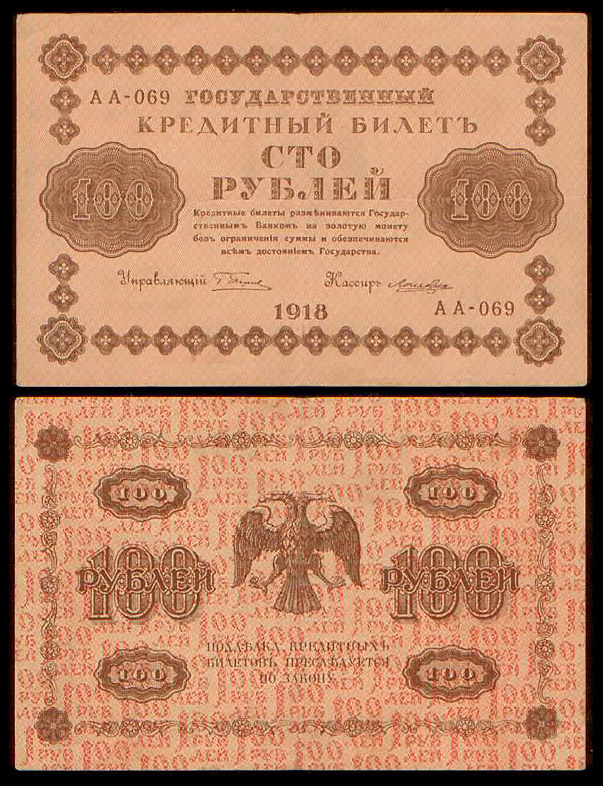 АА-069 ГОСУДАРСТВЕННЫЙ
КРЕДИТНЫЙ БИЛЕТЪ
СТО
РУБЛЕЙ
100 100
Кредитные билеты размѣниваются Государ-
ственнымъ Банкомъ на золотую монету
безъ ограниченія суммы и обезпечиваются
всѣмъ достояніемъ Государства.
Управляющій Кассиръ
1918 АА-069
100 100
100 РУБЛЕЙ 100 РУБЛЕЙ
ПОДДѢЛКА КРЕДИТНЫХЪ
БИЛЕТОВЪ ПРЕСЛѢДУЕТСЯ
ПО ЗАКОНУ.
100 100